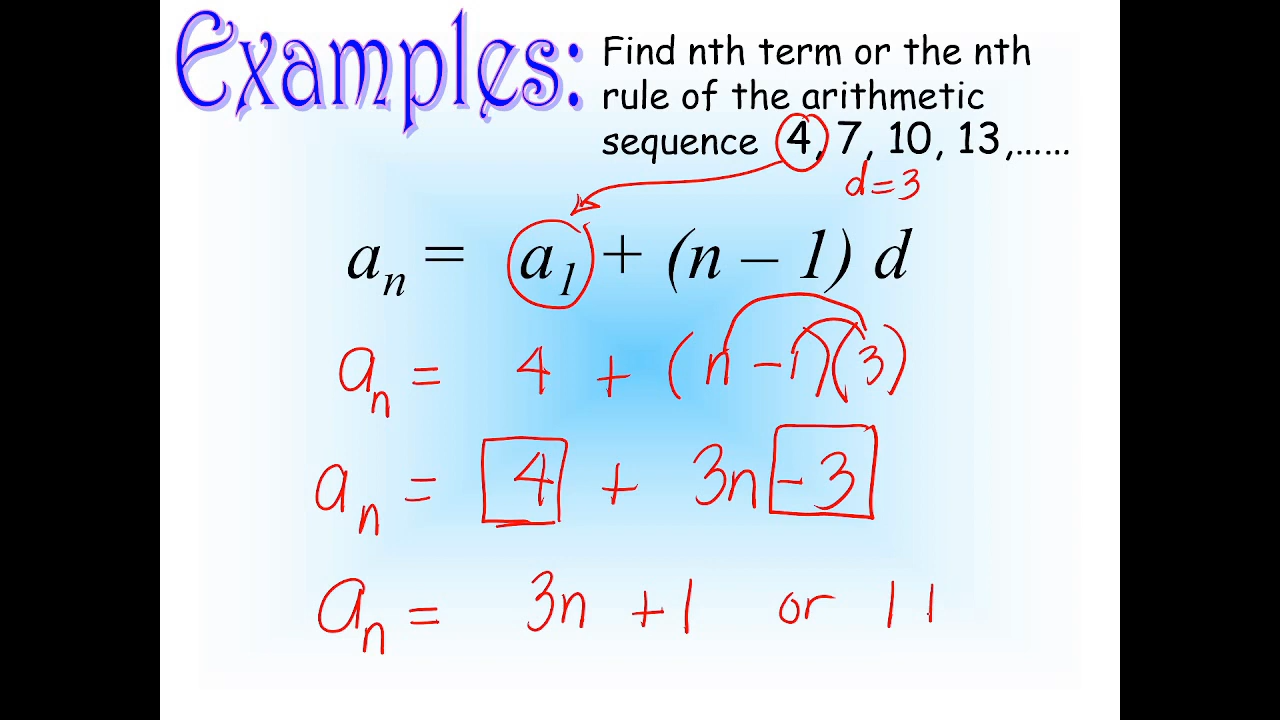 Examples:
Find nth term or the nth
rule of the arithmetic
sequence 4, 7, 10, 13,......
d = 3
aₙ = a₁ + (n – 1) d
aₙ = 4 + (n - 1)(3)
aₙ = 4 + 3n - 3
aₙ = 3n + 1 or 1